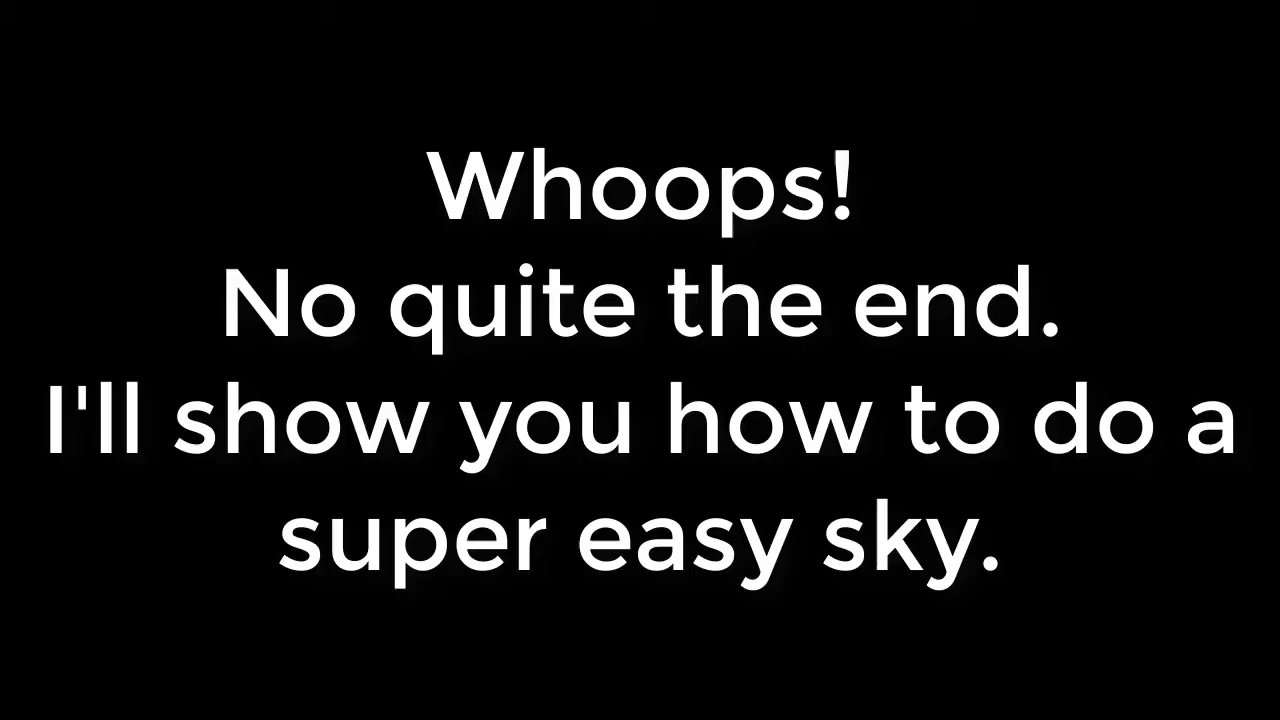 Whoops!
No quite the end.
I'll show you how to do a
super easy sky.